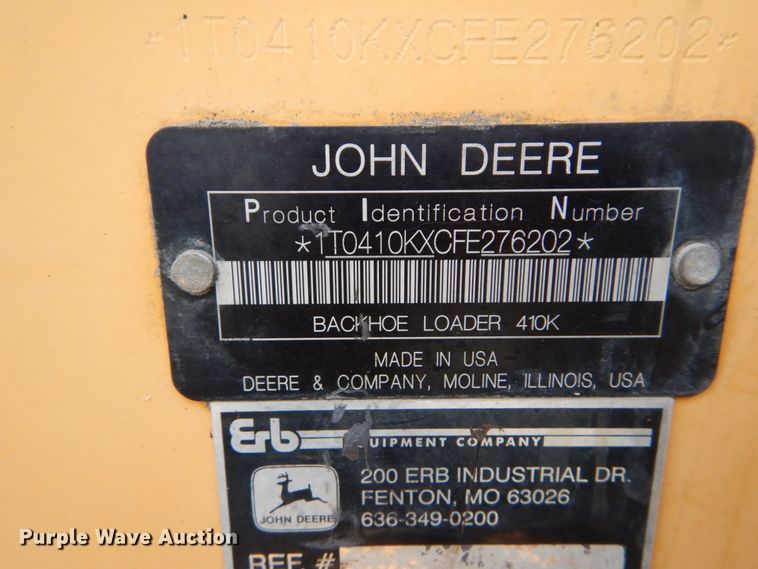 *1T0410KXCFE276202*
JOHN DEERE
Product Identification Number
*1T0410KXCFE276202*
BACKHOE LOADER 410K
MADE IN USA
DEERE & COMPANY, MOLINE, ILLINOIS, USA
Erb UIPMENT COMPANY
200 ERB INDUSTRIAL DR.
FENTON, MO 63026
636-349-0200
JOHN DEERE
REF. #
Purple Wave Auction